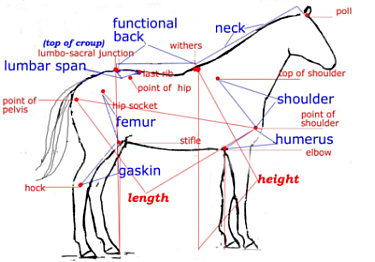 poll
functional
back
neck
(top of croup)
lumbo-sacral junction
withers
lumbar span
last rib
point of hip
top of shoulder
point of
pelvis
hip socket
shoulder
point of
shoulder
femur
stifle
humerus
elbow
gaskin
hock
length
height